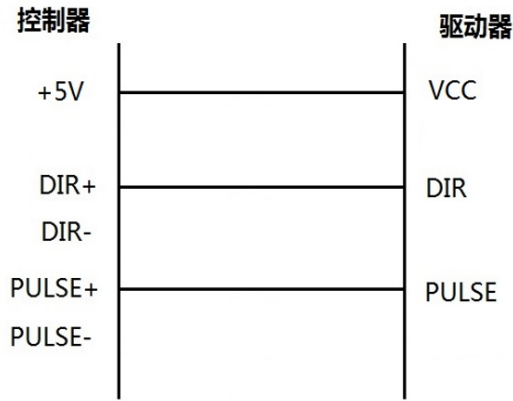 控制器
驱动器
+5V
VCC
DIR+
DIR
DIR-
PULSE+
PULSE
PULSE-